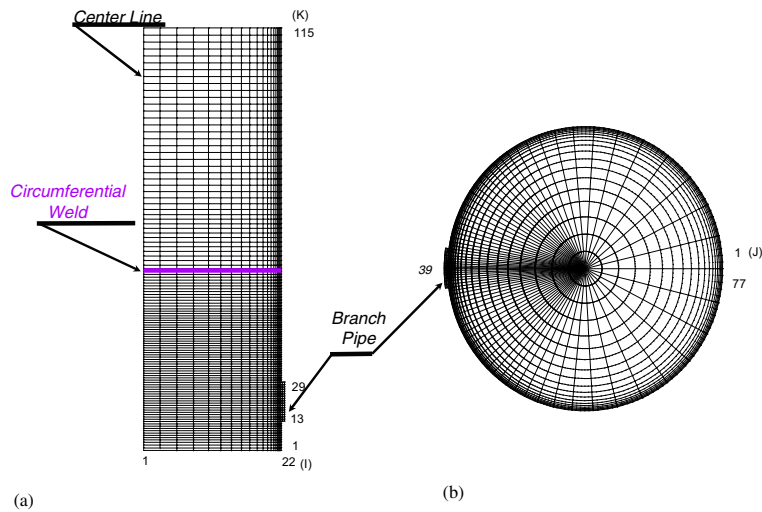 Center Line
(K)
115
Circumferential
Weld
39
1 (J)
77
Branch
Pipe
29
13
1
1
22 (I)
(a)
(b)